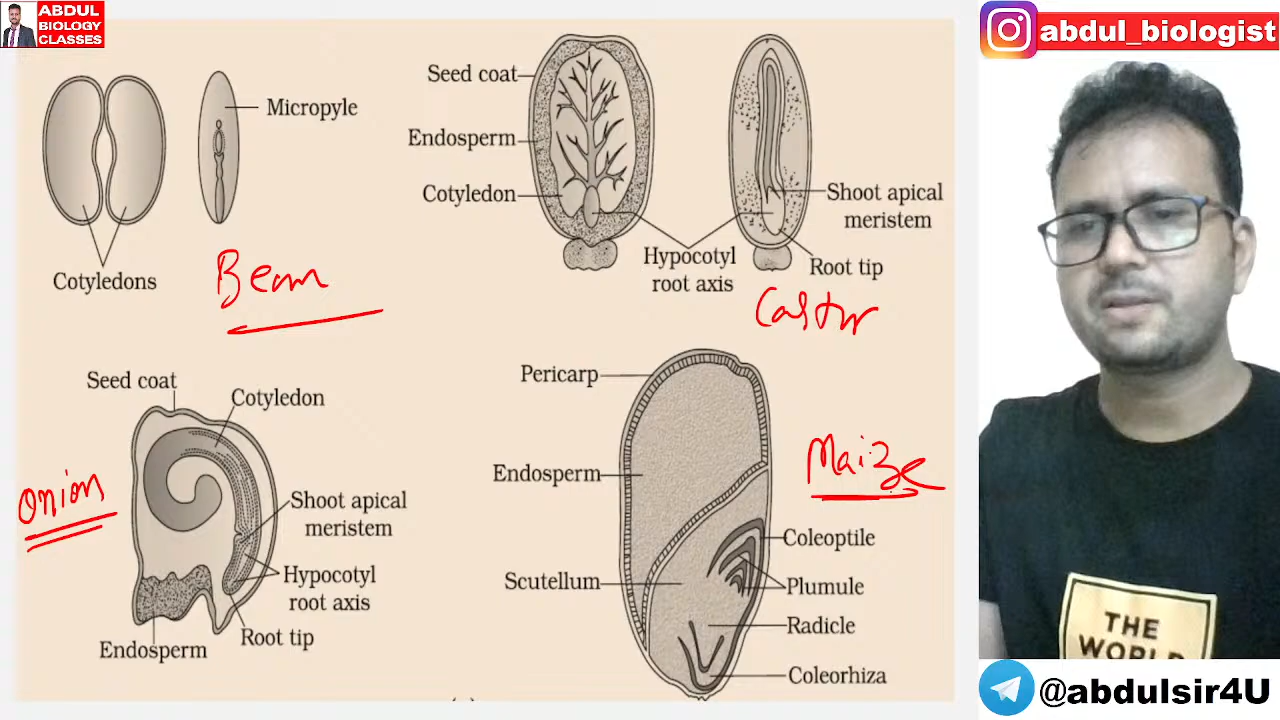 ABDUL
BIOLOGY
CLASSES
abdul_biologist
Micropyle
Cotyledons
Bean
Seed coat
Endosperm
Cotyledon
Shoot apical
meristem
Hypocotyl
root axis
Root tip
Castor
Seed coat
Cotyledon
onion
Shoot apical
meristem
Hypocotyl
root axis
Root tip
Endosperm
Pericarp
Maize
Endosperm
Coleoptile
Scutellum
Plumule
Radicle
Coleorhiza
THE
WORLD
@abdulsir4U